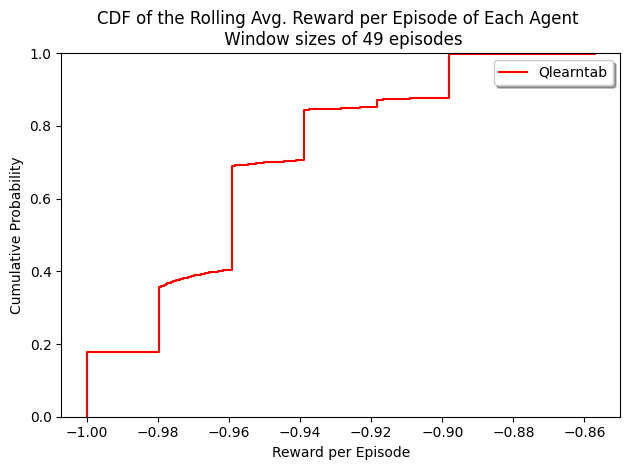 CDF of the Rolling Avg. Reward per Episode of Each Agent
Window sizes of 49 episodes
Qlearntab
Cumulative Probability
1.0
0.8
0.6
0.4
0.2
0.0
−1.00 −0.98 −0.96 −0.94 −0.92 −0.90 −0.88 −0.86
Reward per Episode